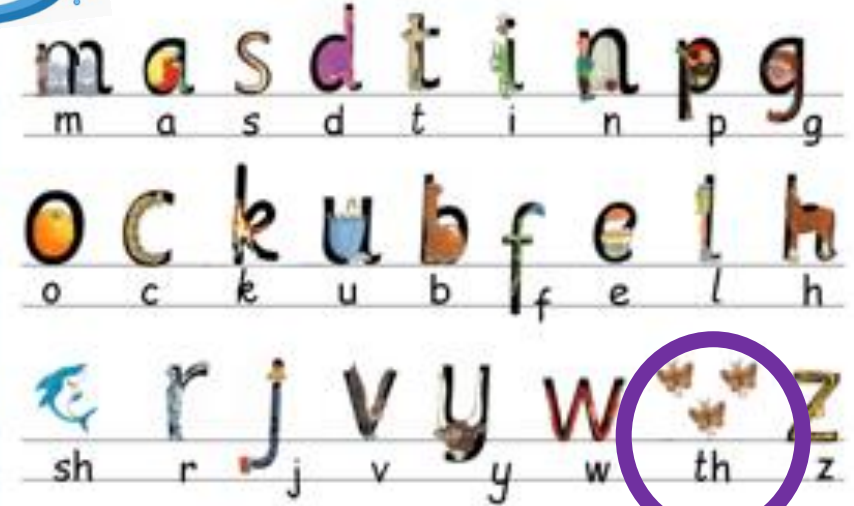 m a s d t i n p g
m a s d t i n p g
o c k u b f e l h
o c k u b f e l h
r j v y w z
sh r j v y w th z